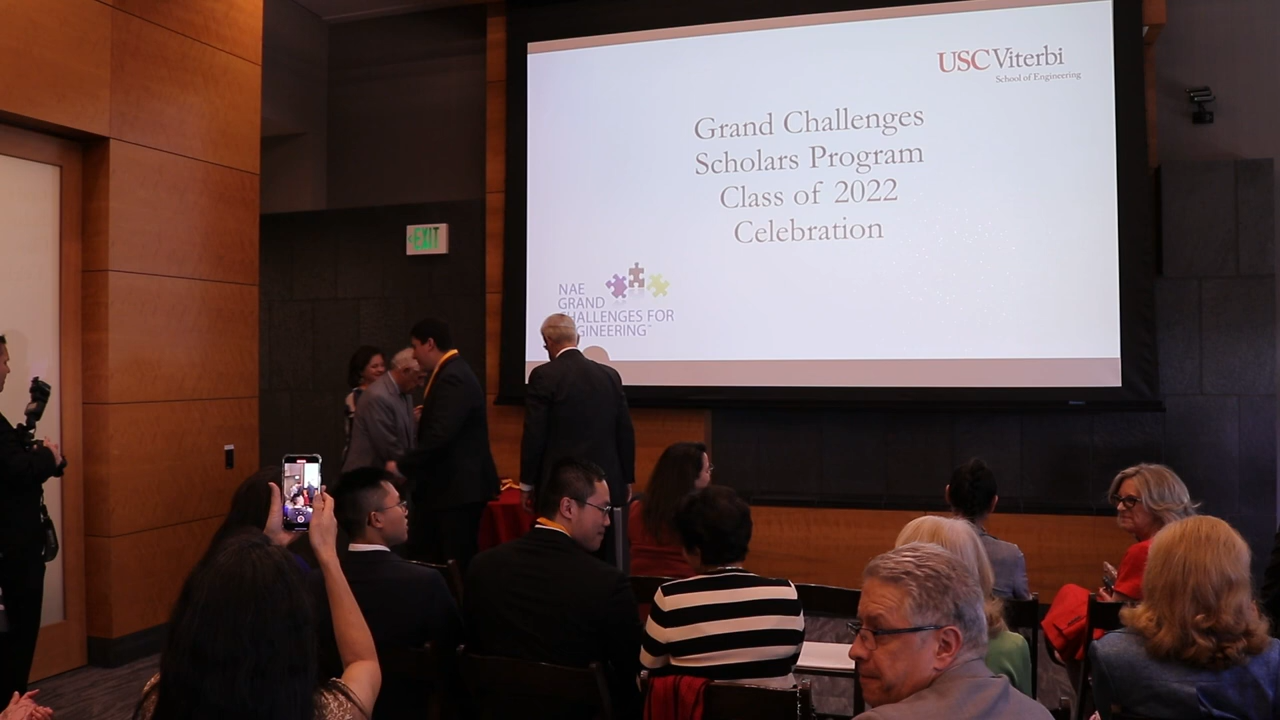 USC Viterbi
School of Engineering
Grand Challenges
Scholars Program
Class of 2022
Celebration
EXIT
NAE
GRAND
CHALLENGES FOR
ENGINEERING